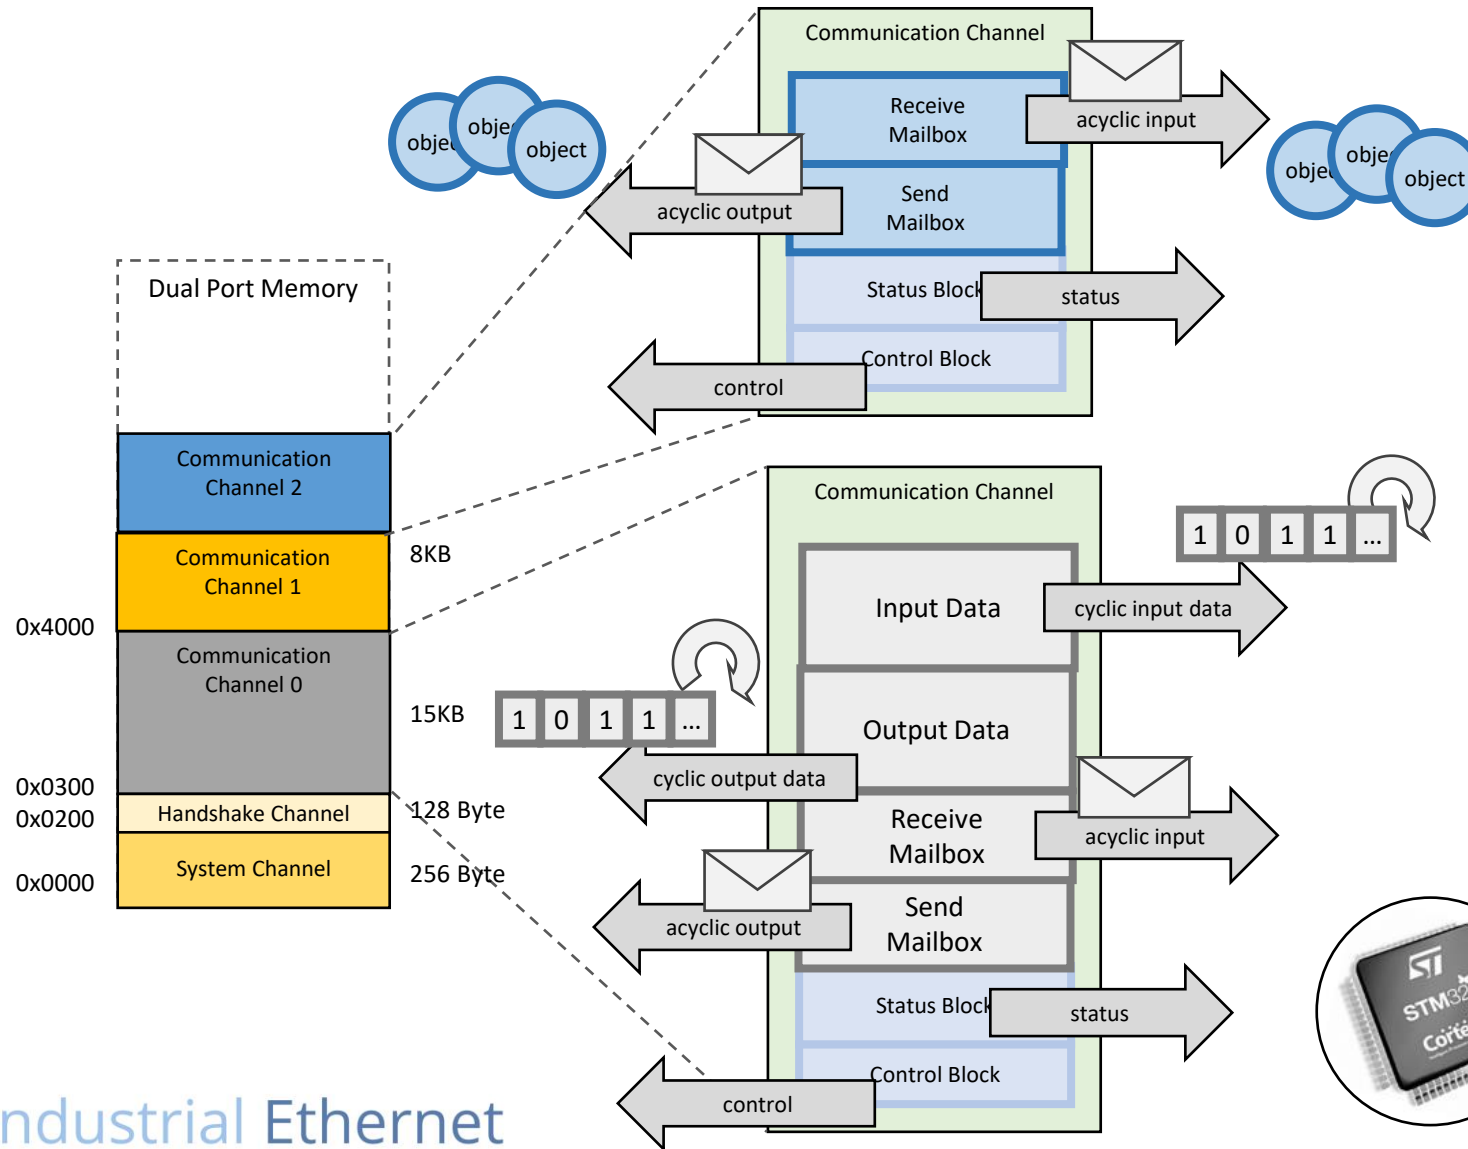 Communication Channel
Receive
Mailbox
acyclic input
Send
Mailbox
acyclic output
Status Block
status
Control Block
control
object
object
Dual Port Memory
Communication
Channel 2
Communication
Channel 1
8KB
0x4000
Communication
Channel 0
15KB
0x0300
Handshake Channel
128 Byte
0x0200
System Channel
256 Byte
0x0000
Communication Channel
1 0 1 1 ...
Input Data
cyclic input data
1 0 1 1 ...
Output Data
cyclic output data
Receive
Mailbox
acyclic input
Send
Mailbox
acyclic output
Status Block
status
Control Block
control
ST
STM32
Corte
ndustrial Ethernet